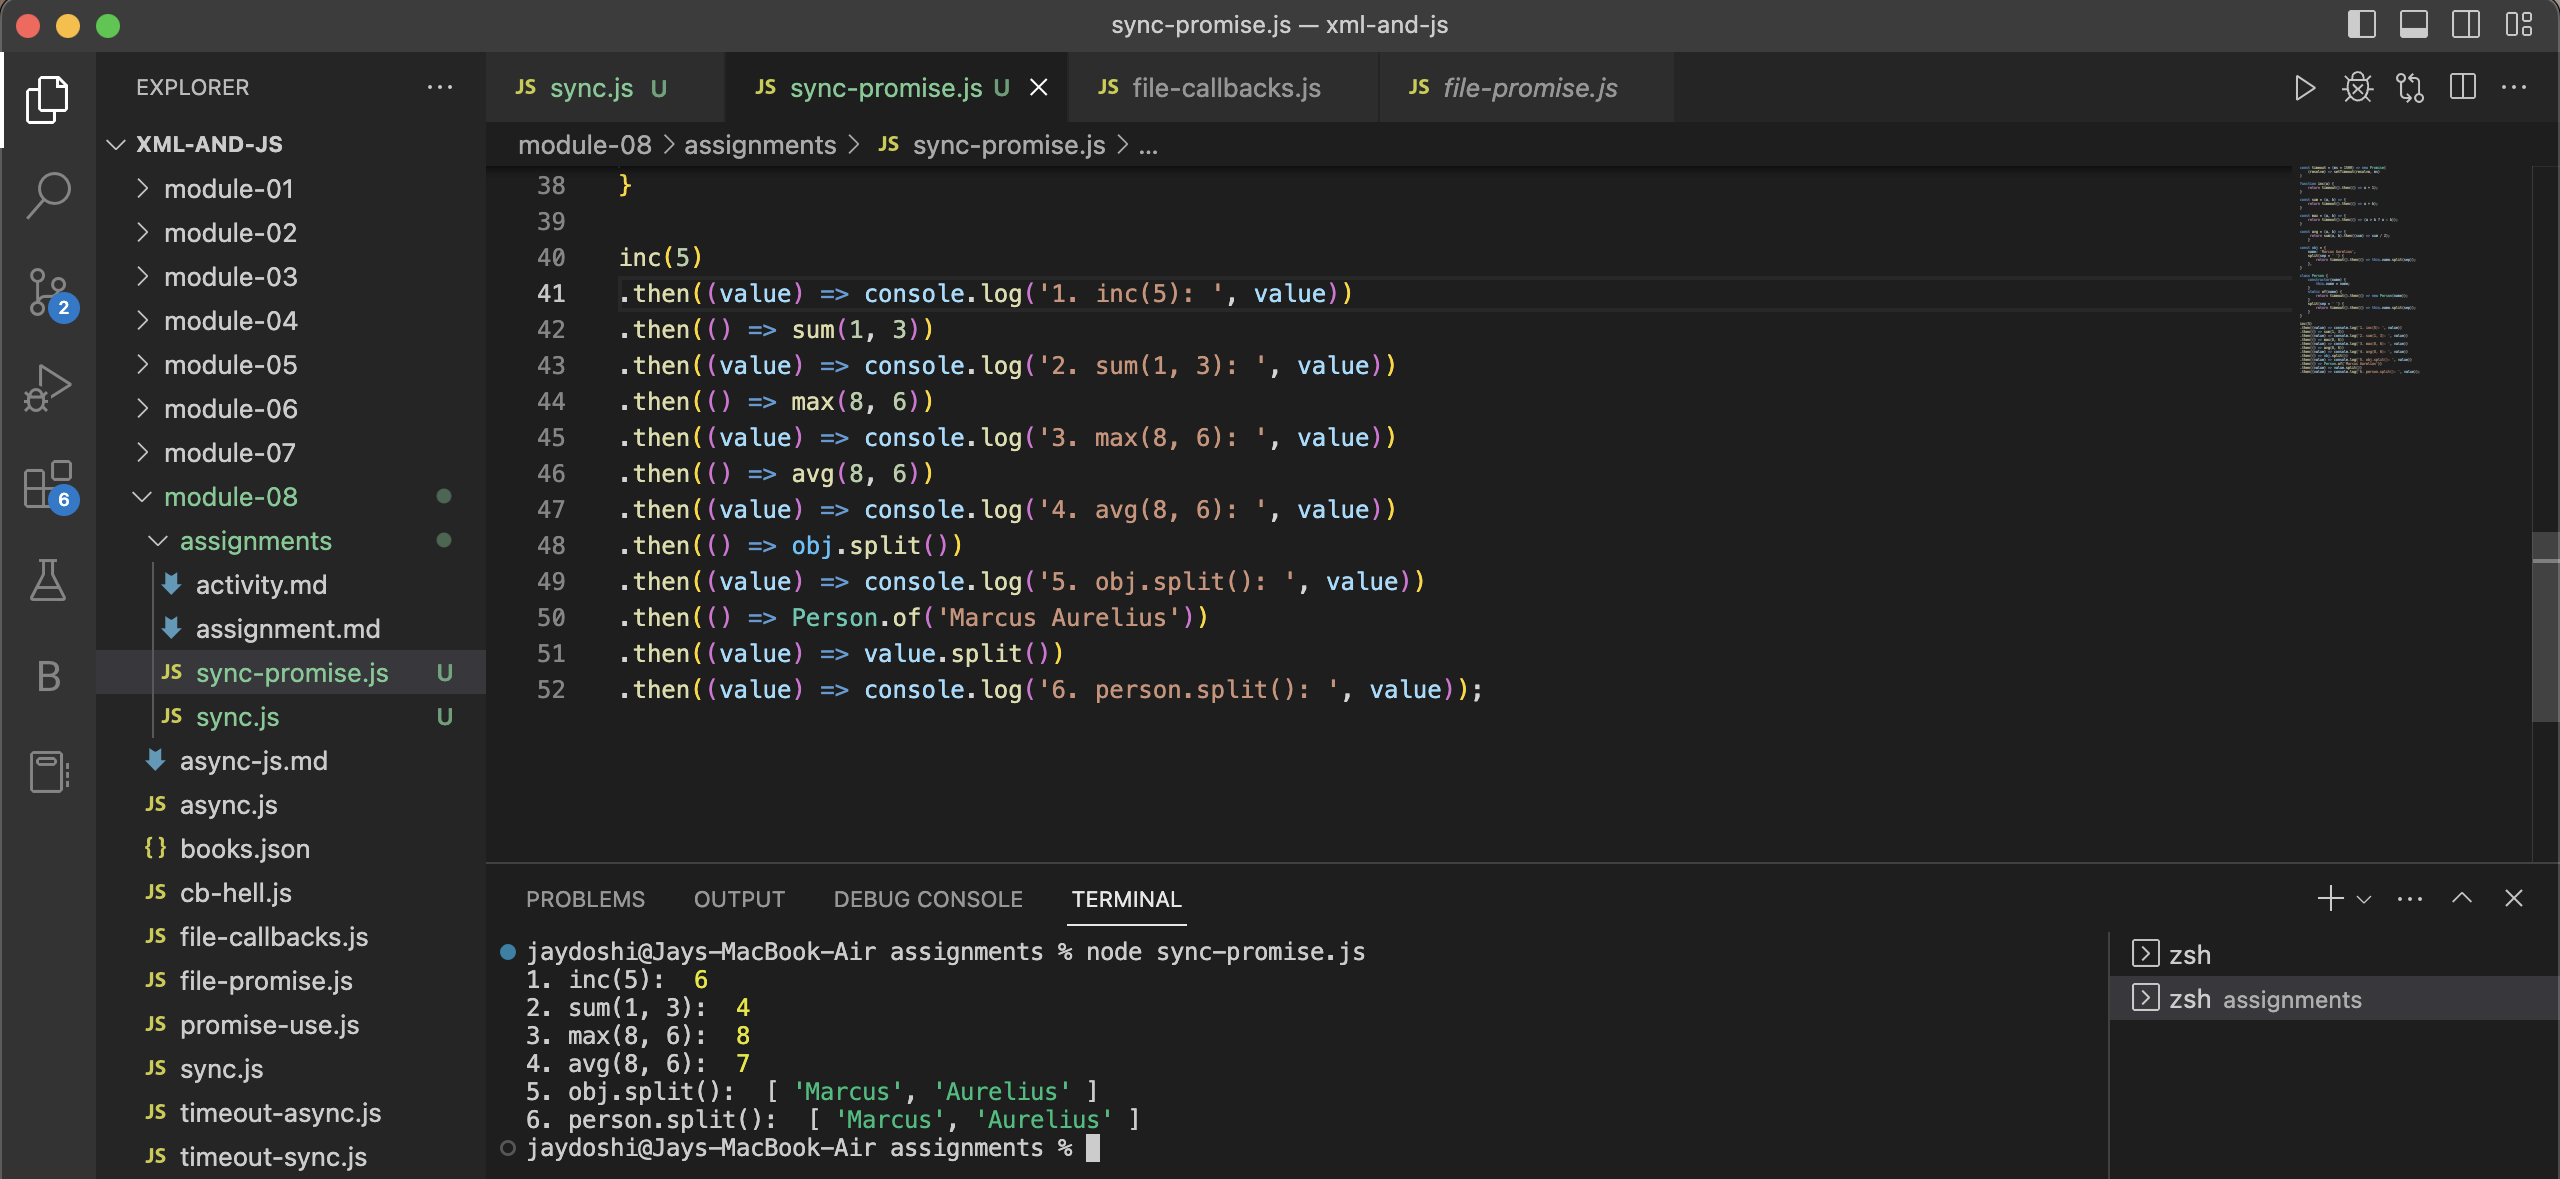 sync-promise.js — xml-and-js
EXPLORER
XML-AND-JS
module-01
module-02
module-03
module-04
module-05
module-06
module-07
module-08
assignments
activity.md
assignment.md
JS sync-promise.js U
JS sync.js U
async-js.md
JS async.js
{} books.json
JS cb-hell.js
JS file-callbacks.js
JS file-promise.js
JS promise-use.js
JS sync.js
JS timeout-async.js
JS timeout-sync.js
2
6
B
JS sync.js U
JS sync-promise.js U
JS file-callbacks.js
JS file-promise.js
module-08 > assignments > JS sync-promise.js > ...
38 }
39
40 inc(5)
41 .then((value) => console.log('1. inc(5): ', value))
42 .then(() => sum(1, 3))
43 .then((value) => console.log('2. sum(1, 3): ', value))
44 .then(() => max(8, 6))
45 .then((value) => console.log('3. max(8, 6): ', value))
46 .then(() => avg(8, 6))
47 .then((value) => console.log('4. avg(8, 6): ', value))
48 .then(() => obj.split())
49 .then((value) => console.log('5. obj.split(): ', value))
50 .then(() => Person.of('Marcus Aurelius'))
51 .then((value) => value.split())
52 .then((value) => console.log('6. person.split(): ', value));
PROBLEMS OUTPUT DEBUG CONSOLE TERMINAL
jaydoshi@Jays-MacBook-Air assignments % node sync-promise.js
1. inc(5):  6
2. sum(1, 3):  4
3. max(8, 6):  8
4. avg(8, 6):  7
5. obj.split():  [ 'Marcus', 'Aurelius' ]
6. person.split():  [ 'Marcus', 'Aurelius' ]
jaydoshi@Jays-MacBook-Air assignments %
zsh
zsh assignments